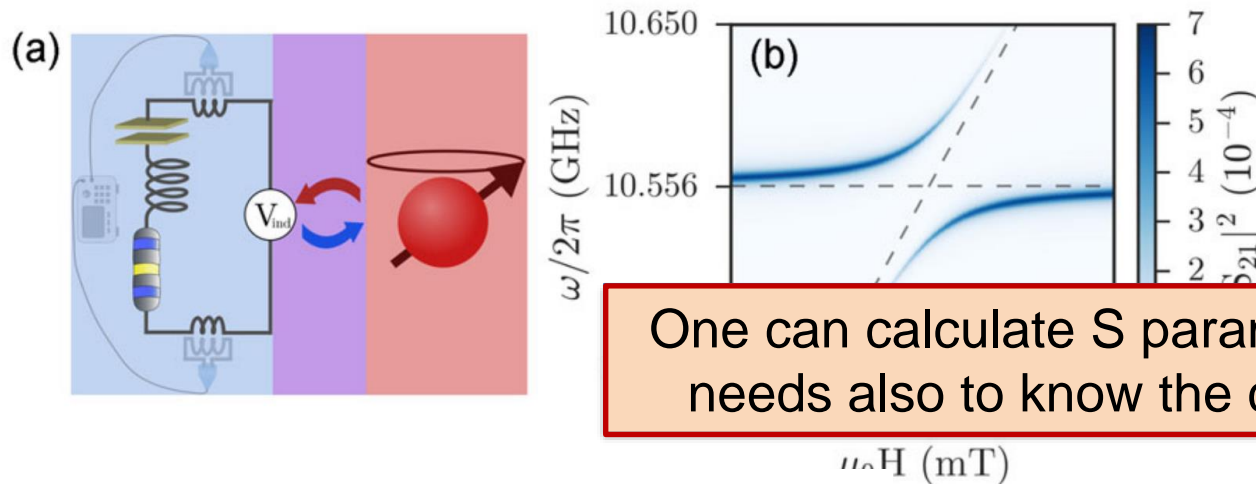 (a)
V_ind
10.650
10.556
ω/2π (GHz)
(b)
7
6
5
4
3
2
S₂₁|² (10⁻⁴)
One can calculate S para
needs also to know the
μ₀H (mT)